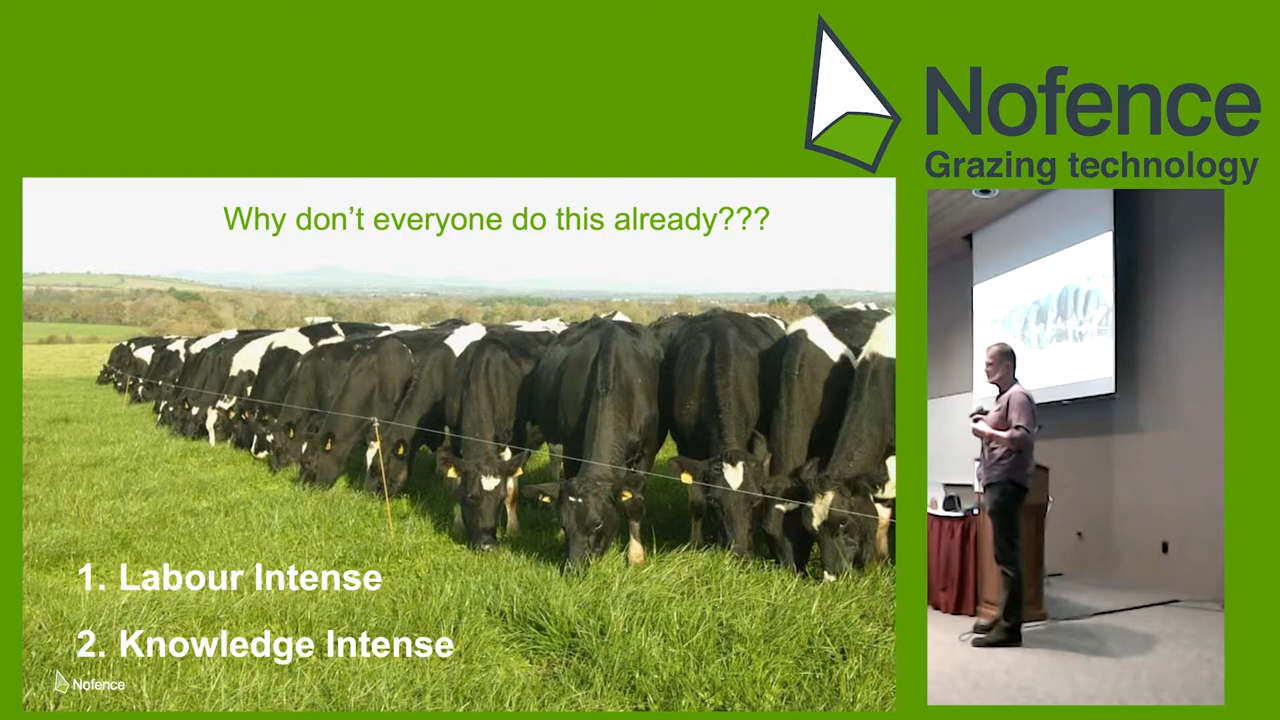 Nofence
Grazing technology
Why don’t everyone do this already???
1. Labour Intense
2. Knowledge Intense
Nofence